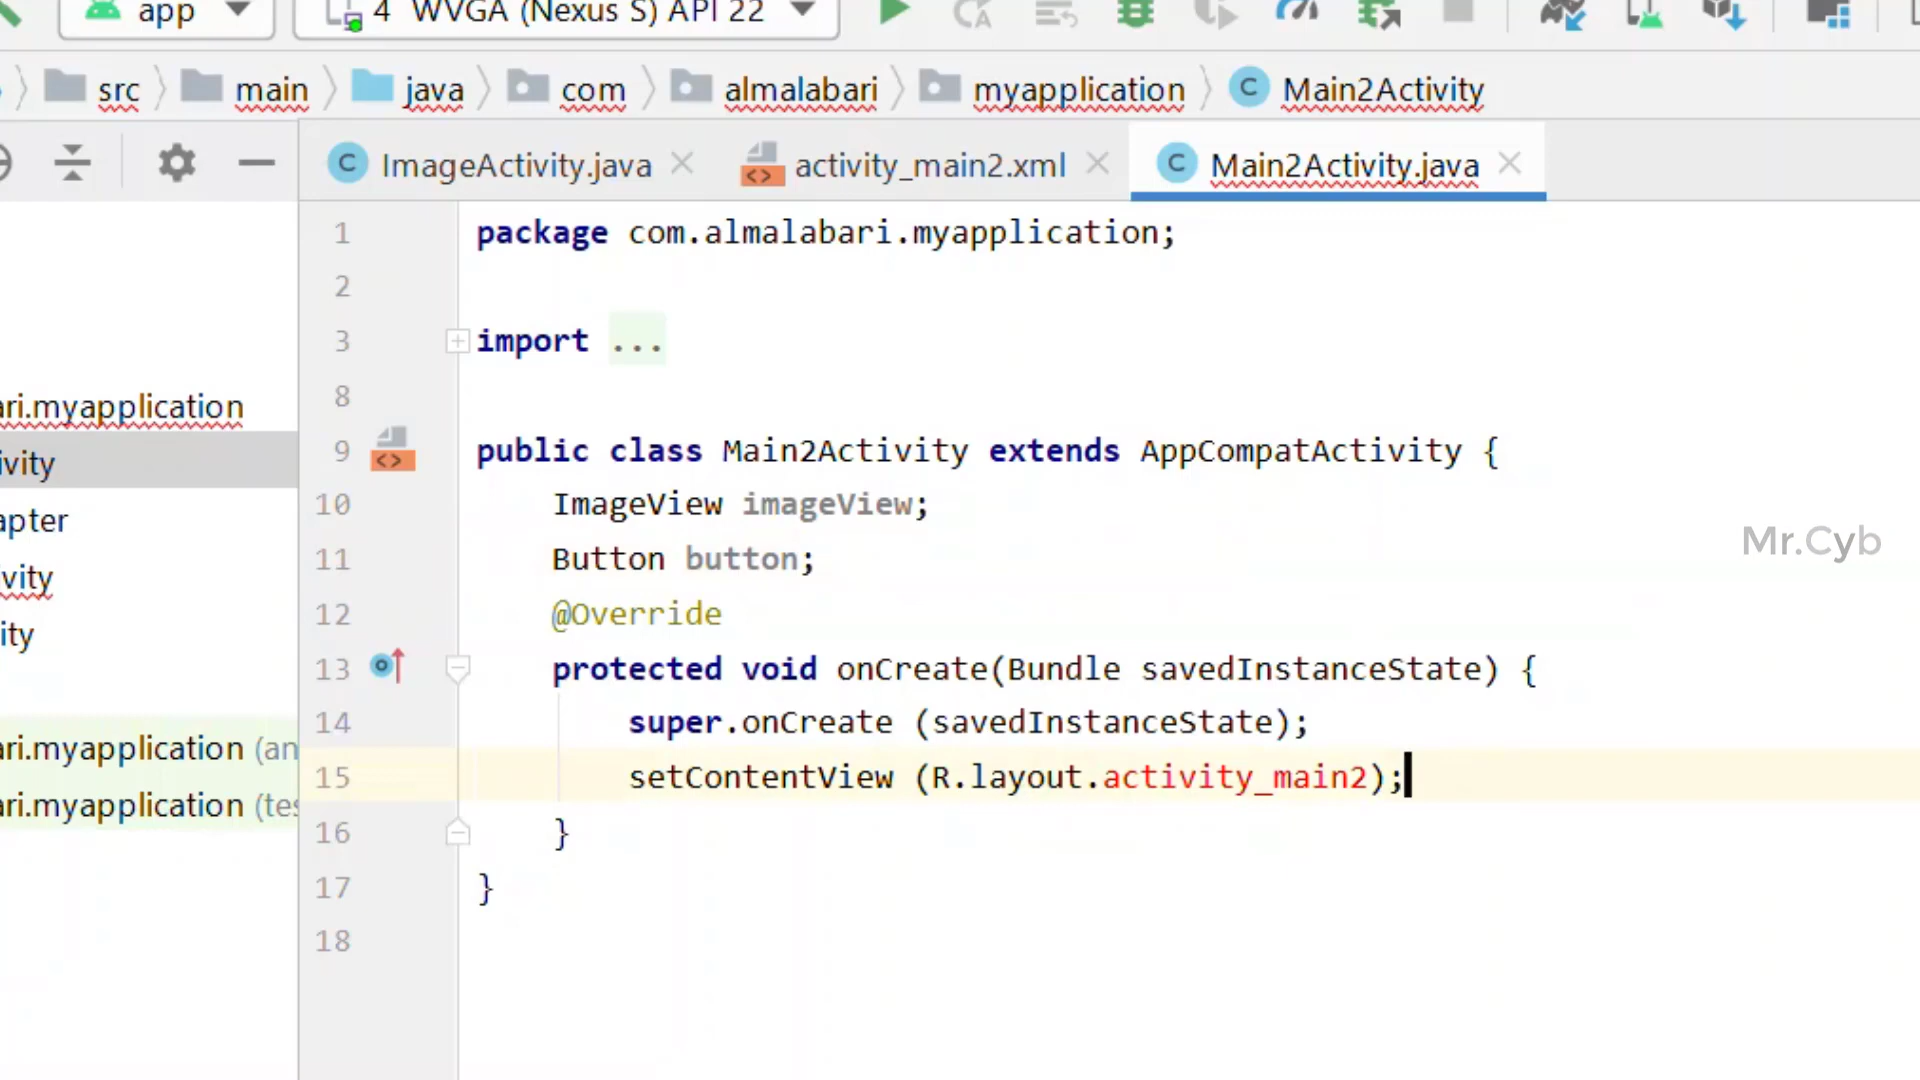 app
4 WVGA (Nexus S) API 22
src
main
java
com
almalabari
myapplication
Main2Activity
ImageActivity.java
activity_main2.xml
Main2Activity.java
ari.myapplication
ivity
apter
vity
ity
ari.myapplication (an
ari.myapplication (tes
1 package com.almalabari.myapplication;
2
3 import ...
8
9 public class Main2Activity extends AppCompatActivity {
10 ImageView imageView;
11 Button button;
12 @Override
13 protected void onCreate(Bundle savedInstanceState) {
14 super.onCreate (savedInstanceState);
15 setContentView (R.layout.activity_main2);
16 }
17 }
18
Mr.Cyb